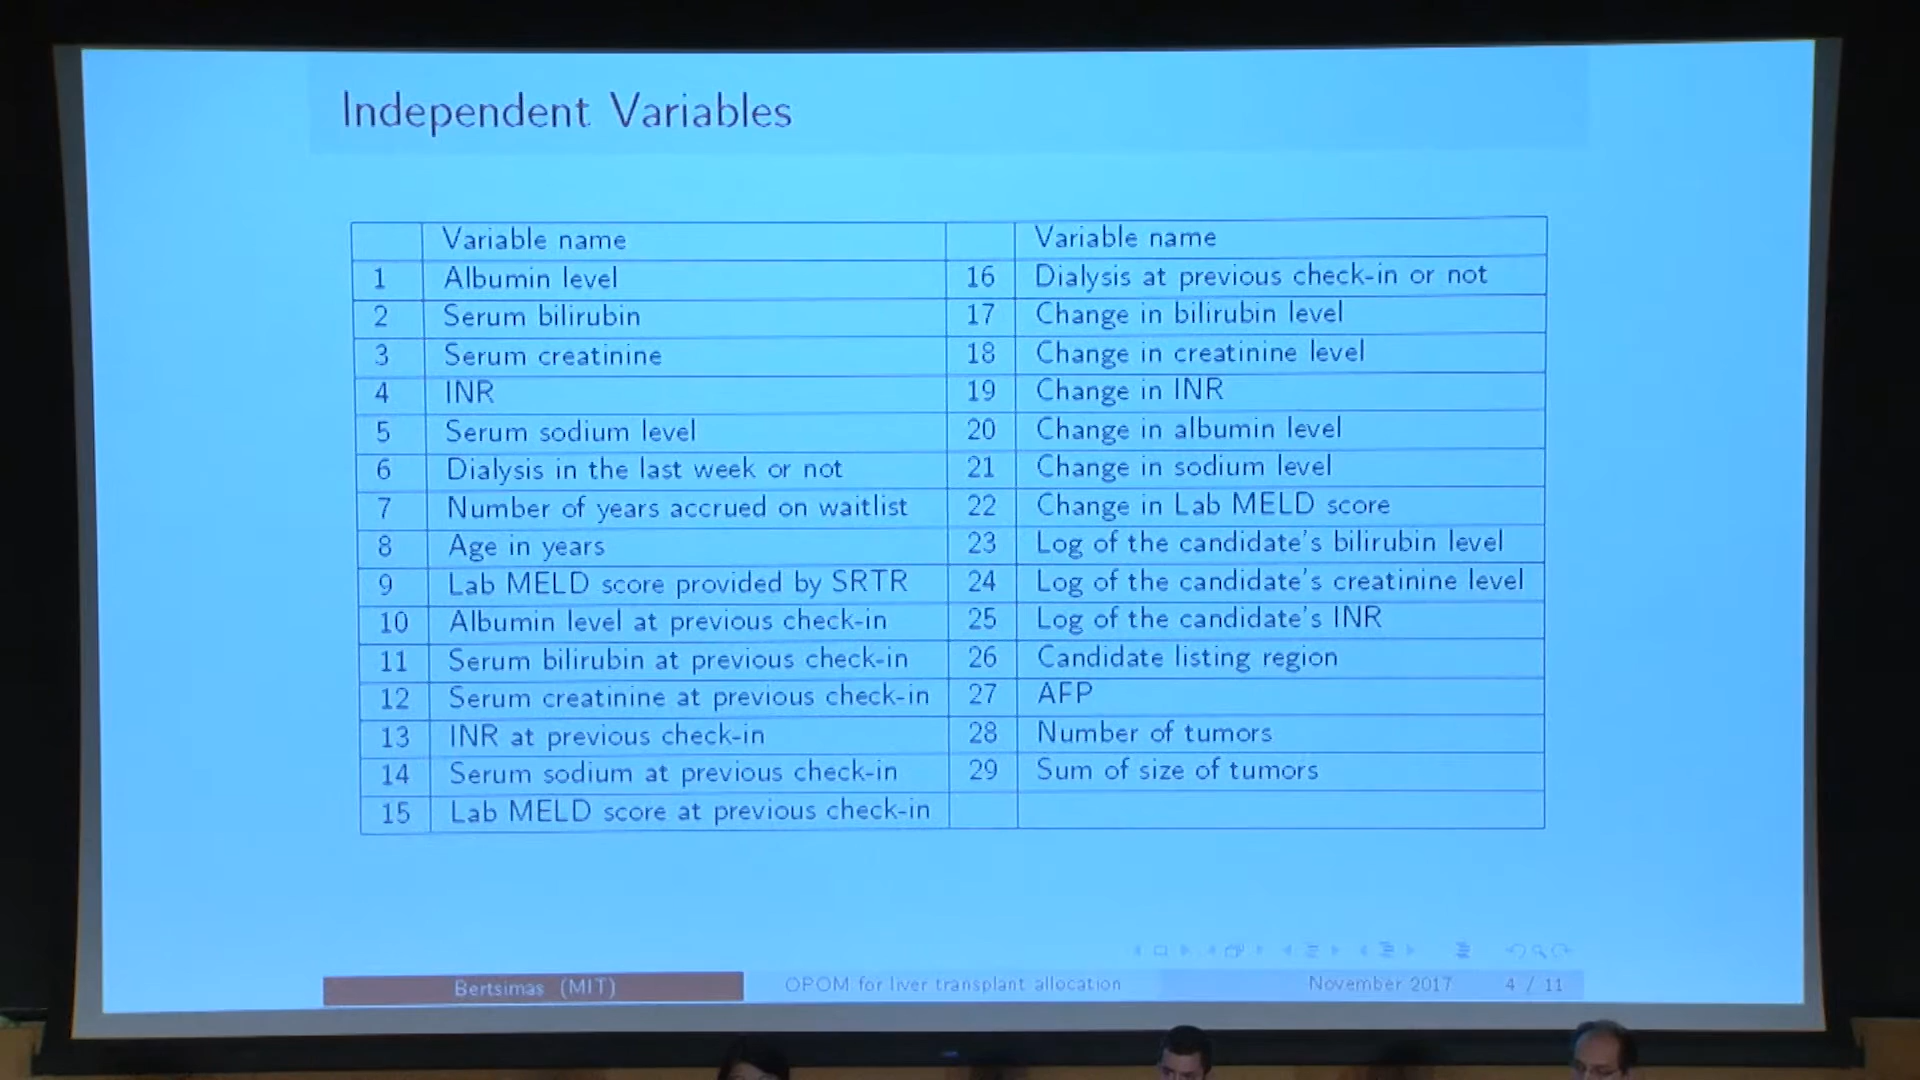 Independent Variables
Variable name
1 Albumin level
2 Serum bilirubin
3 Serum creatinine
4 INR
5 Serum sodium level
6 Dialysis in the last week or not
7 Number of years accrued on waitlist
8 Age in years
9 Lab MELD score provided by SRTR
10 Albumin level at previous check-in
11 Serum bilirubin at previous check-in
12 Serum creatinine at previous check-in
13 INR at previous check-in
14 Serum sodium at previous check-in
15 Lab MELD score at previous check-in
Variable name
16 Dialysis at previous check-in or not
17 Change in bilirubin level
18 Change in creatinine level
19 Change in INR
20 Change in albumin level
21 Change in sodium level
22 Change in Lab MELD score
23 Log of the candidate's bilirubin level
24 Log of the candidate's creatinine level
25 Log of the candidate's INR
26 Candidate listing region
27 AFP
28 Number of tumors
29 Sum of size of tumors
Bertsimas (MIT) OPOM for liver transplant allocation November 2017 4 / 11